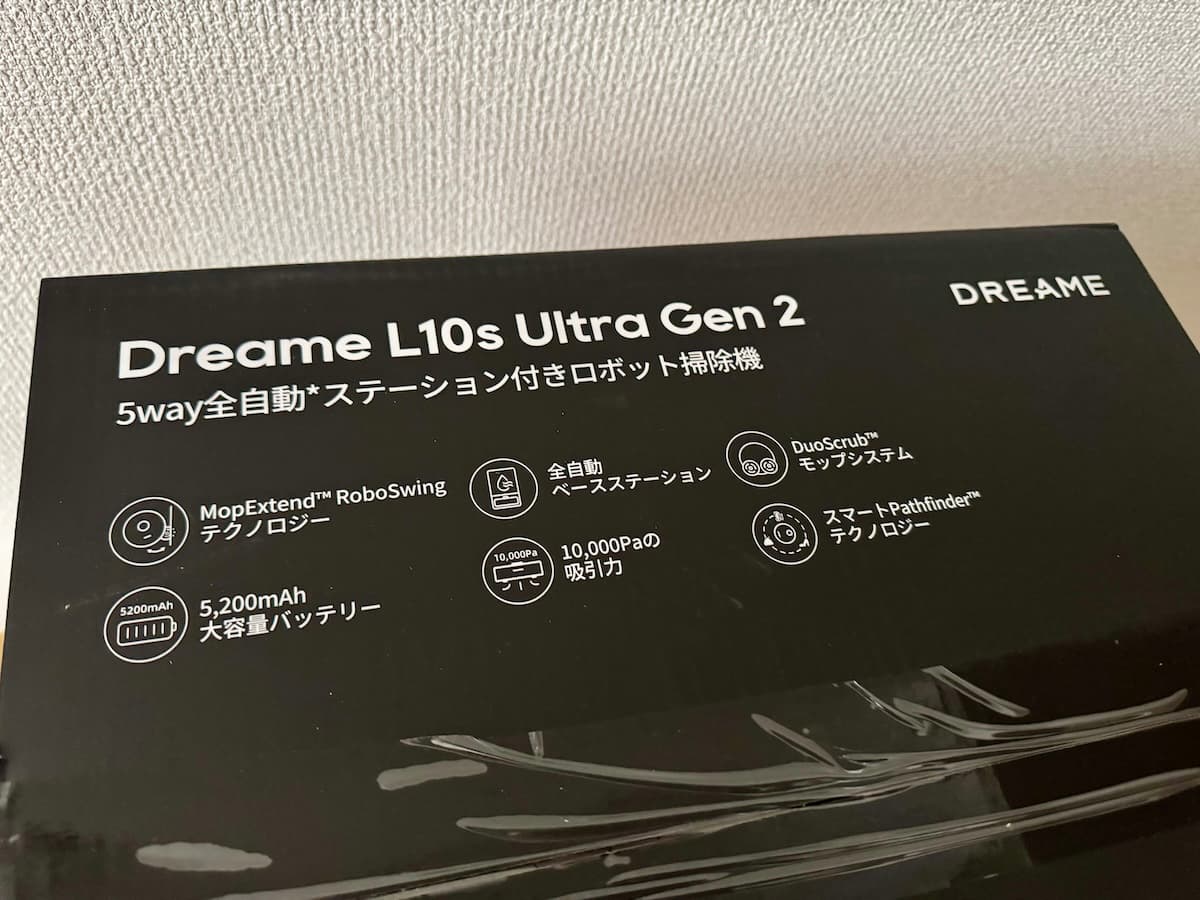 DREAME
Dreame L10s Ultra Gen 2
5way全自動*ステーション付きロボット掃除機
MopExtend™ RoboSwing
テクノロジー
全自動
ベースステーション
DuoScrub™
モップシステム
5200mAh
5,200mAh
大容量バッテリー
10,000Pa
10,000Paの
吸引力
スマートPathfinder™
テクノロジー